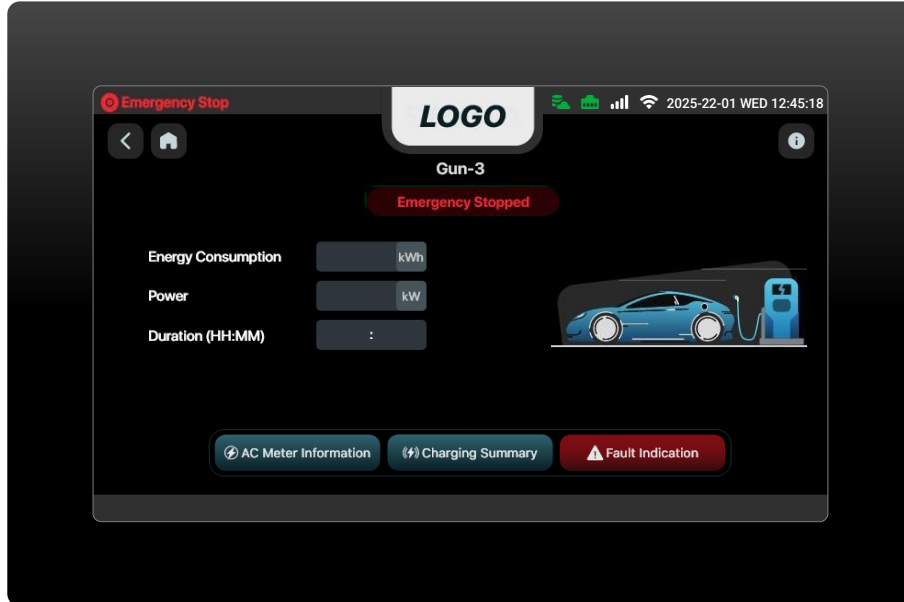 Emergency Stop
LOGO
2025-22-01 WED 12:45:18
Gun-3
Emergency Stopped
Energy Consumption kWh
Power kW
Duration (HH:MM) :
AC Meter Information
Charging Summary
Fault Indication